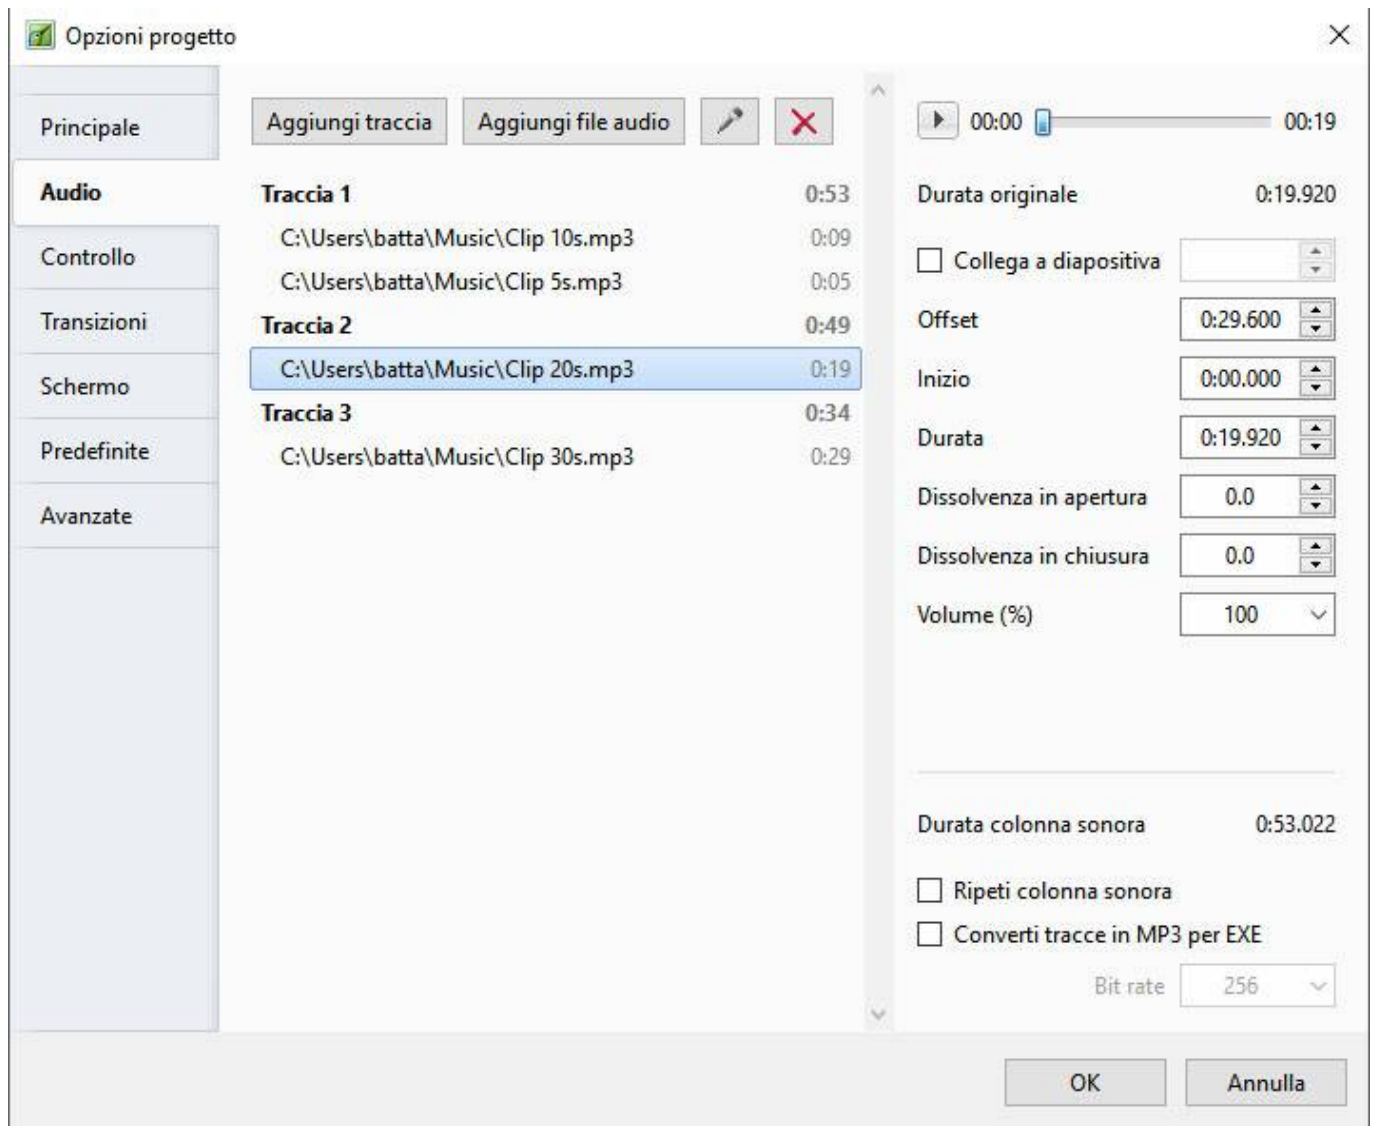 Opzioni progetto
Principale
Audio
Controllo
Transizioni
Schermo
Predefinite
Avanzate
Aggiungi traccia Aggiungi file audio
Traccia 1 0:53
C:\Users\batta\Music\Clip 10s.mp3 0:09
C:\Users\batta\Music\Clip 5s.mp3 0:05
Traccia 2 0:49
C:\Users\batta\Music\Clip 20s.mp3 0:19
Traccia 3 0:34
C:\Users\batta\Music\Clip 30s.mp3 0:29
00:00 00:19
Durata originale 0:19.920
Collega a diapositiva
Offset 0:29.600
Inizio 0:00.000
Durata 0:19.920
Dissolvenza in apertura 0.0
Dissolvenza in chiusura 0.0
Volume (%) 100
Durata colonna sonora 0:53.022
Ripeti colonna sonora
Converti tracce in MP3 per EXE
Bit rate 256
OK Annulla